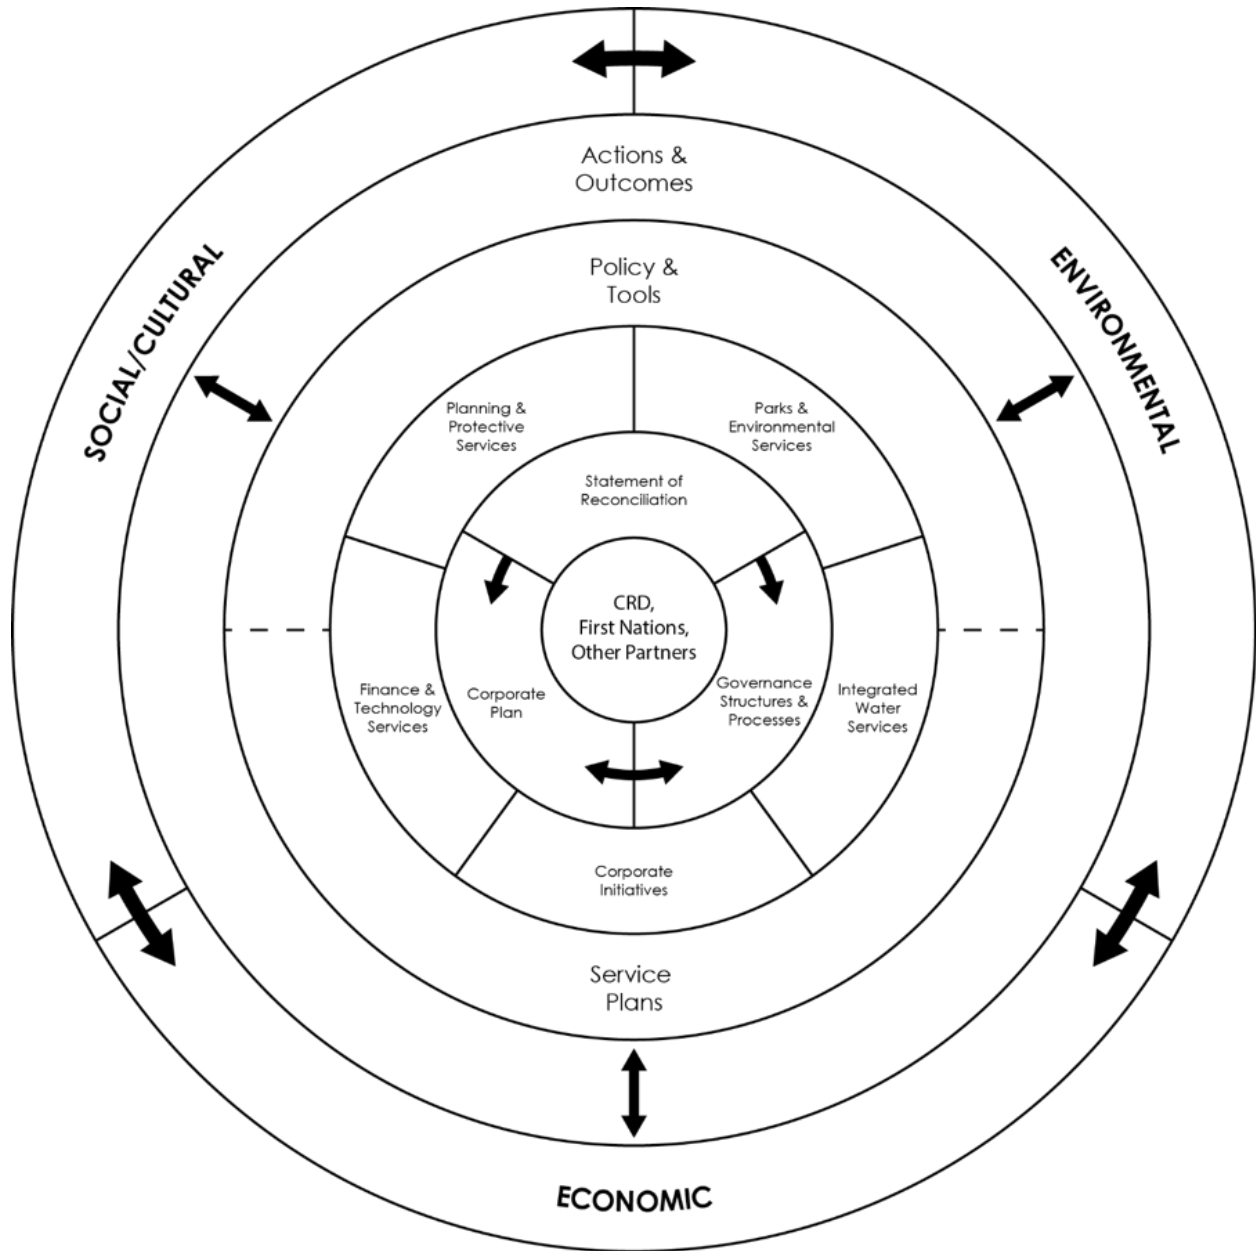 Actions &
Outcomes
Policy &
Tools
SOCIAL/CULTURAL
ENVIRONMENTAL
Planning &
Protective
Services
Parks &
Environmental
Services
Statement of
Reconciliation
CRD,
First Nations,
Other Partners
Finance &
Technology
Services
Corporate
Plan
Governance
Structures &
Processes
Integrated
Water
Services
Corporate
Initiatives
Service
Plans
ECONOMIC